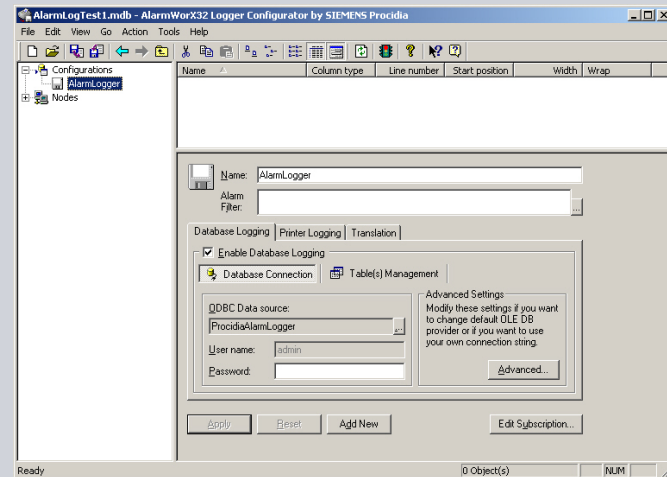 AlarmLogTest1.mdb - AlarmWorX32 Logger Configurator by SIEMENS Procidia
File Edit View Go Action Tools Help
Configurations
AlarmLogger
Nodes
Name Column type Line number Start position Width Wrap
Name: AlarmLogger
Alarm
Filter:
...
Database Logging Printer Logging Translation
Enable Database Logging
Database Connection Table(s) Management
ODBC Data source:
ProcidiaAlarmLogger ...
User name: admin
Password:
Advanced Settings
Modify these settings if you want
to change default OLE DB
provider or if you want to use
your own connection string.
Advanced...
Apply Reset Add New Edit Subscription...
Ready 0 Object(s) NUM